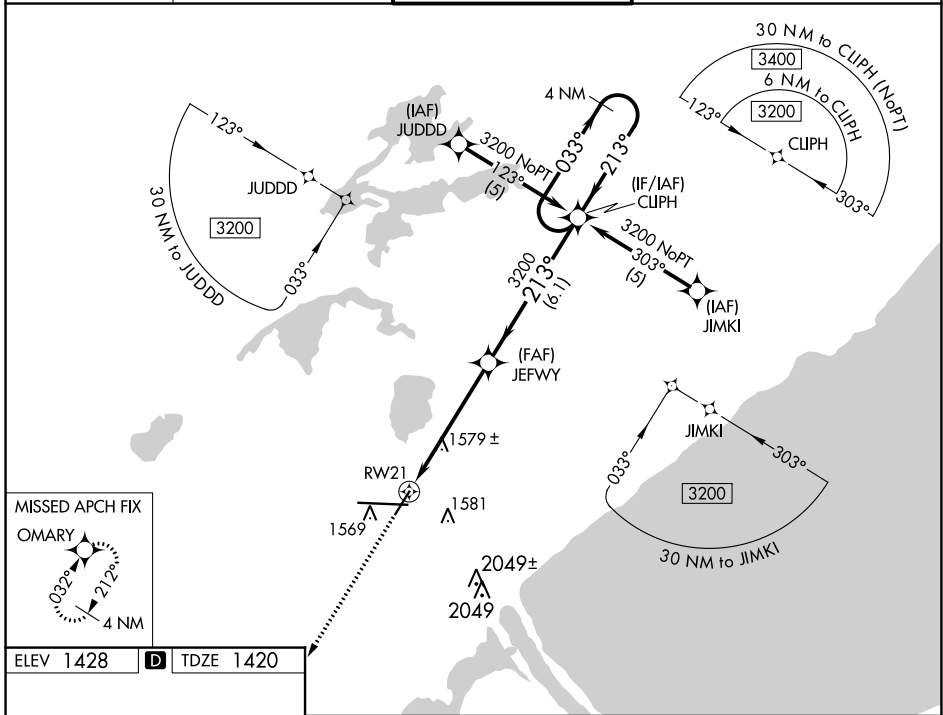 30 NM to CLIPH (NoPT)
3400
6 NM to CLIPH
3200
123°
CLIPH
303°
4 NM
(IAF)
JUDDD
3200 NoPT
123°
(5)
033°
213°
(IF/IAF)
CLIPH
123°
JUDDD
3200
30 NM to JUDDD
033°
3200 NoPT
303°
(5)
(IAF)
JIMKI
3200
213°
(6.1)
(FAF)
JEFWY
JIMKI
033°
303°
3200
30 NM to JIMKI
1579 ±
RW21
1581
1569
2049±
2049
MISSED APCH FIX
OMARY
032°
212°
4 NM
ELEV 1428 D TDZE 1420